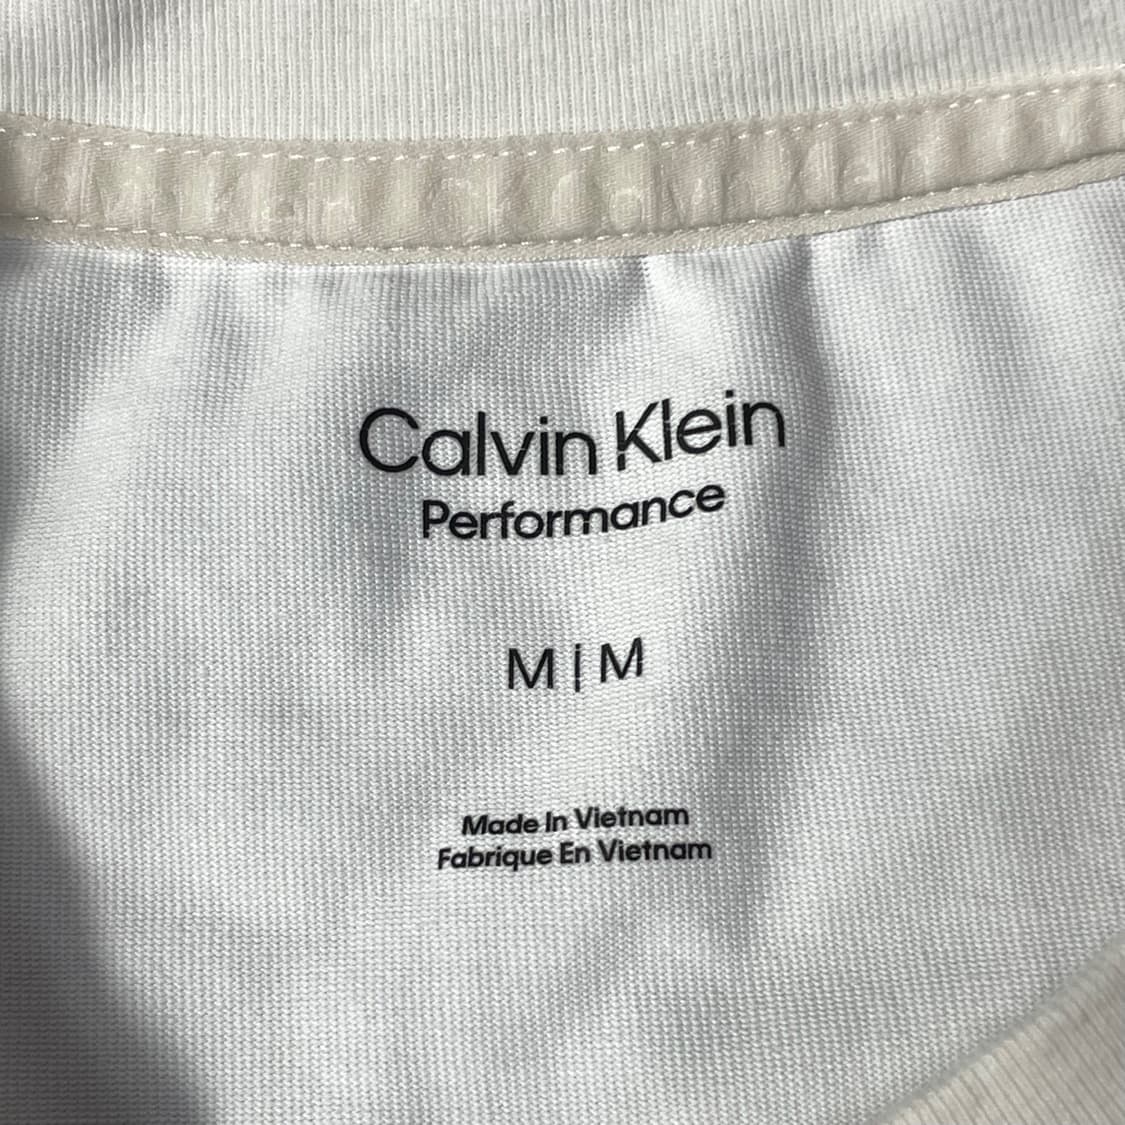 Calvin Klein
Performance
M | M
Made In Vietnam
Fabrique En Vietnam